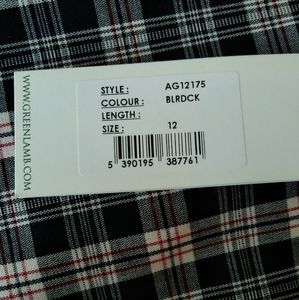 WWW.GREENLAMB.COM
STYLE : AG12175
COLOUR : BLRDCK
LENGTH :
SIZE : 12
5 390195 387761